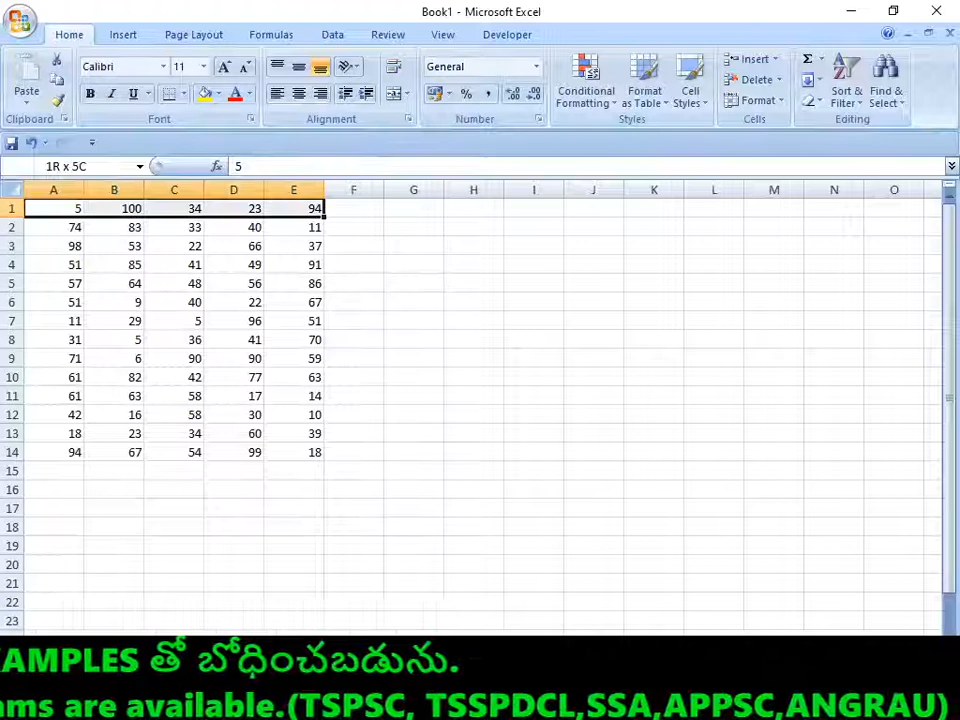 Book1 - Microsoft Excel
Home Insert Page Layout Formulas Data Review View Developer
Calibri 11 A A General Insert Σ
Paste B I U A % , .0 .00 .00 .0 Conditional Formatting Format as Table Cell Styles Delete Format Sort & Filter Find & Select
Clipboard Font Alignment Number Styles Cells Editing
1R x 5C fx 5
A B C D E F G H I J K L M N O
1 5 100 34 23 94
2 74 83 33 40 11
3 98 53 22 66 37
4 51 85 41 49 91
5 57 64 48 56 86
6 51 9 40 22 67
7 11 29 5 96 51
8 31 5 36 41 70
9 71 6 90 90 59
10 61 82 42 77 63
11 61 63 58 17 14
12 42 16 58 30 10
13 18 23 34 60 39
14 94 67 54 99 18
15
16
17
18
19
20
21
22
23
AMPLES తో బోధించబడును.
ms are available.(TSPSC, TSSPDCL,SSA,APPSC,ANGRAU)